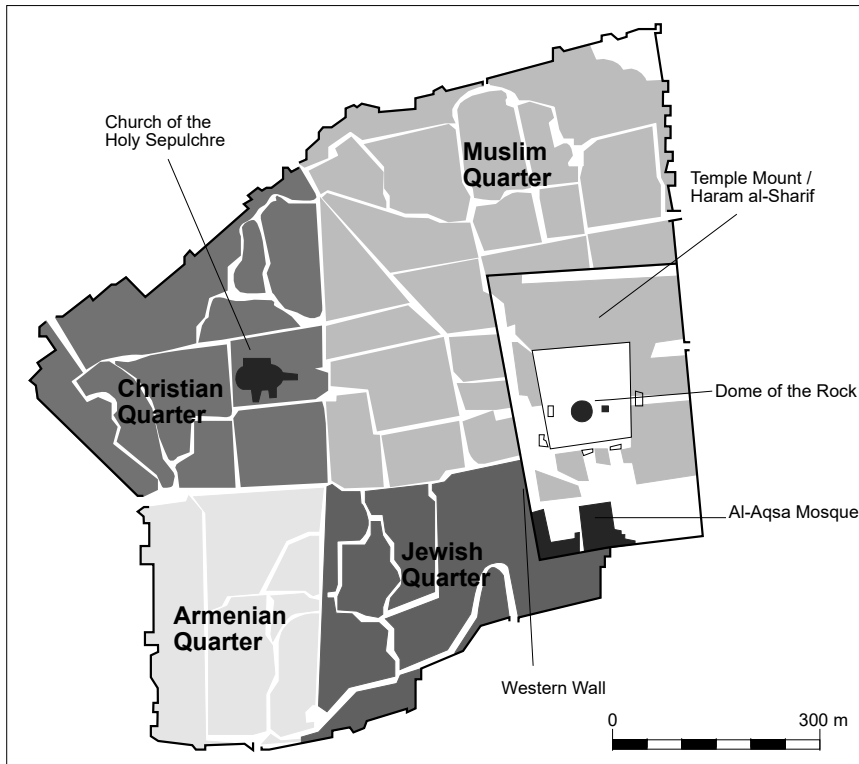 Church of the
Holy Sepulchre
Muslim
Quarter
Temple Mount /
Haram al-Sharif
Christian
Quarter
Dome of the Rock
Al-Aqsa Mosque
Jewish
Quarter
Armenian
Quarter
Western Wall
0
300 m